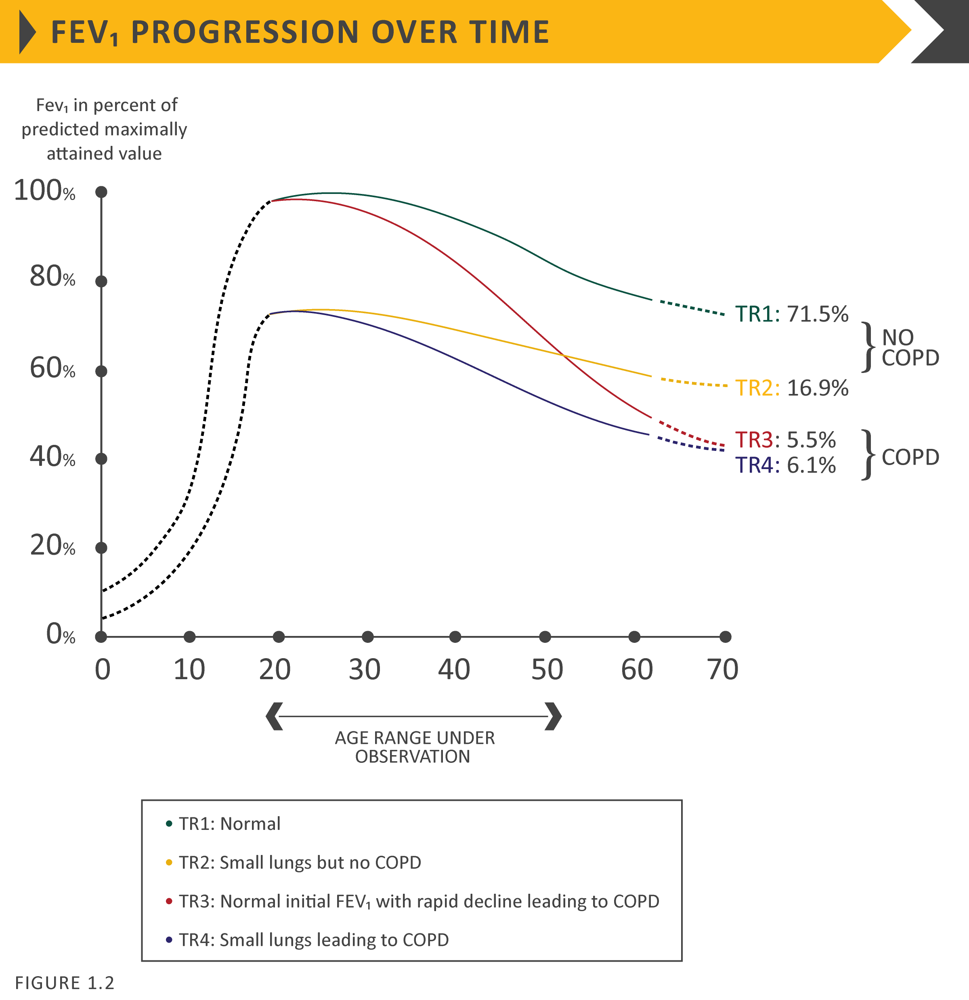 FEV₁ PROGRESSION OVER TIME
Fev₁ in percent of
predicted maximally
attained value
100%
80%
60%
40%
20%
0%
TR1: 71.5%
TR2: 16.9%
NO
COPD
TR3: 5.5%
TR4: 6.1%
COPD
0 10 20 30 40 50 60 70
AGE RANGE UNDER
OBSERVATION
TR1: Normal
TR2: Small lungs but no COPD
TR3: Normal initial FEV₁ with rapid decline leading to COPD
TR4: Small lungs leading to COPD
FIGURE 1.2